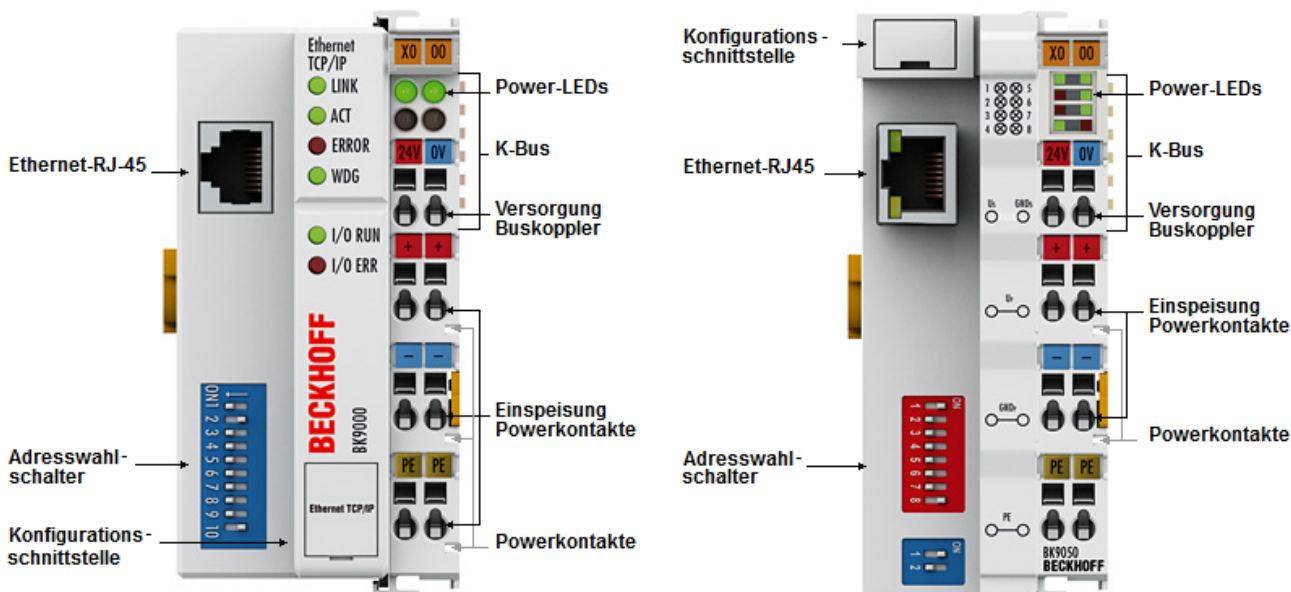 Ethernet
TCP/IP
LINK
ACT
ERROR
WDG
I/O RUN
I/O ERR
BECKHOFF
BK9000
Ethernet TCP/IP
ON
1
2
3
4
5
6
7
8
9
10
X0 00
24V 0V
+ +
− −
PE PE
Ethernet-RJ-45
Adresswahl-
schalter
Konfigurations-
schnittstelle
Power-LEDs
K-Bus
Versorgung
Buskoppler
Einspeisung
Powerkontakte
Powerkontakte
Konfigurations-
schnittstelle
Ethernet-RJ45
Adresswahl-
schalter
X0 00
1 5
2 6
3 7
4 8
24V 0V
Us GNDs
+ +
Up
− −
GNDP
PE PE
PE
BK9050
BECKHOFF
ON
1
2
3
4
5
6
7
8
ON
1
2
Power-LEDs
K-Bus
Versorgung
Buskoppler
Einspeisung
Powerkontakte
Powerkontakte